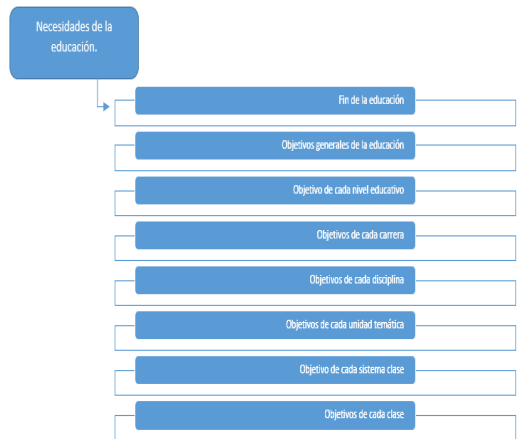 Necesidades de la
educación.
Fin de la educación
Objetivos generales de la educación
Objetivo de cada nivel educativo
Objetivos de cada carrera
Objetivos de cada disciplina
Objetivos de cada unidad temática
Objetivo de cada sistema clase
Objetivos de cada clase